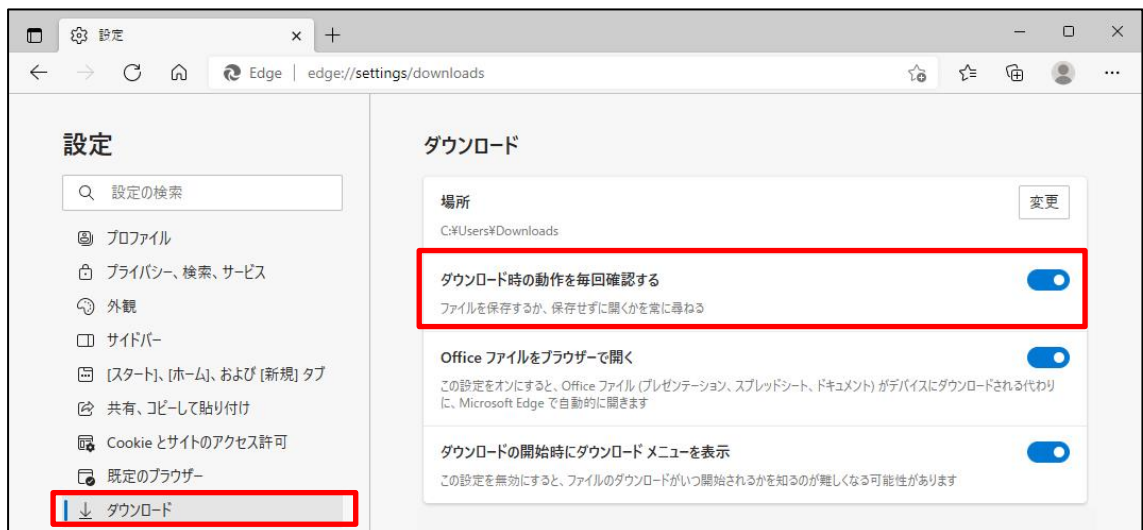 設定
Edge | edge://settings/downloads
設定
設定の検索
プロファイル
プライバシー、検索、サービス
外観
サイドバー
[スタート]、[ホーム]、および [新規] タブ
共有、コピーして貼り付け
Cookie とサイトのアクセス許可
既定のブラウザー
ダウンロード
ダウンロード
場所
変更
C:¥Users¥Downloads
ダウンロード時の動作を毎回確認する
ファイルを保存するか、保存せずに開くかを常に尋ねる
Office ファイルをブラウザーで開く
この設定をオンにすると、Office ファイル (プレゼンテーション、スプレッドシート、ドキュメント) がデバイスにダウンロードされる代わり
に、Microsoft Edge で自動的に開きます
ダウンロードの開始時にダウンロード メニューを表示
この設定を無効にすると、ファイルのダウンロードがいつ開始されるかを知るのが難しくなる可能性があります